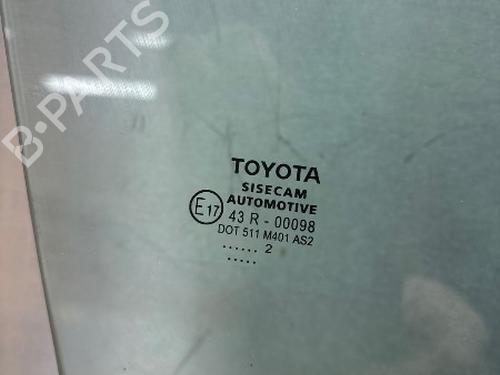 B-PARTS
TOYOTA
SISECAM
AUTOMOTIVE
E17 43 R - 00098
DOT 511 M401 AS2
...... 2
.....